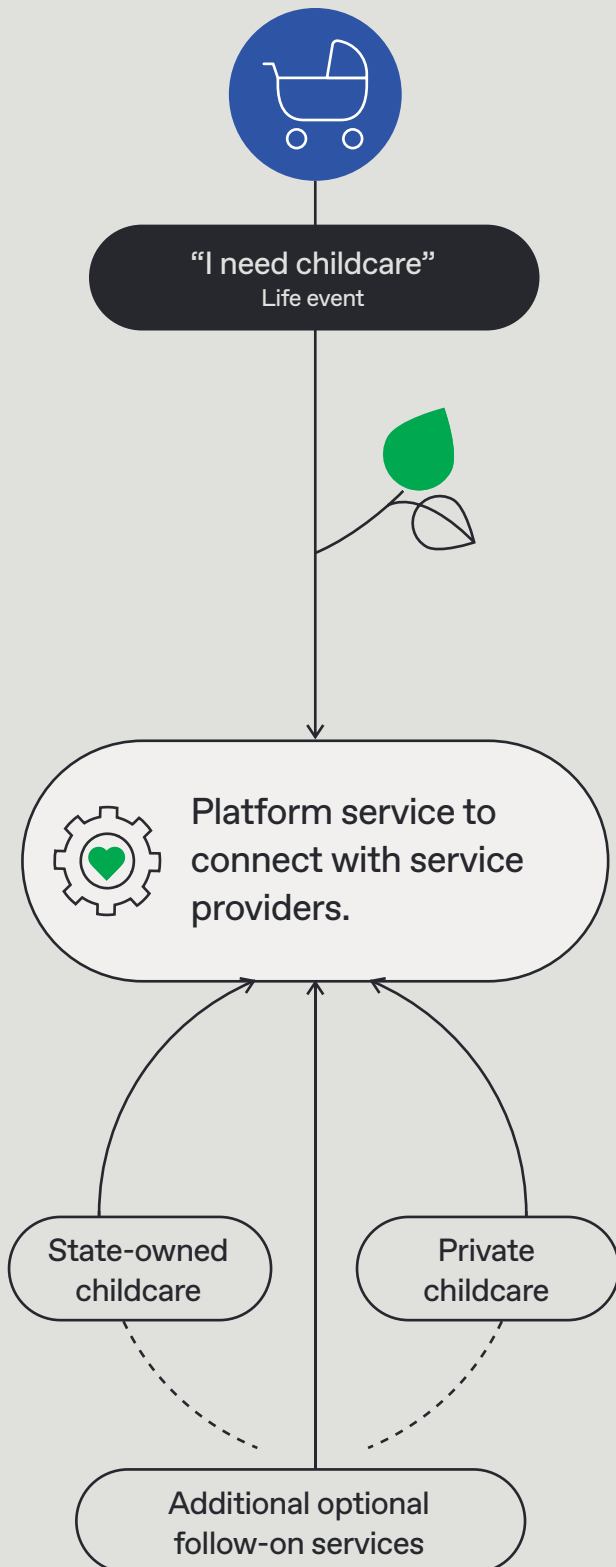 “I need childcare”
Life event
Platform service to
connect with service
providers.
State-owned
childcare
Private
childcare
Additional optional
follow-on services